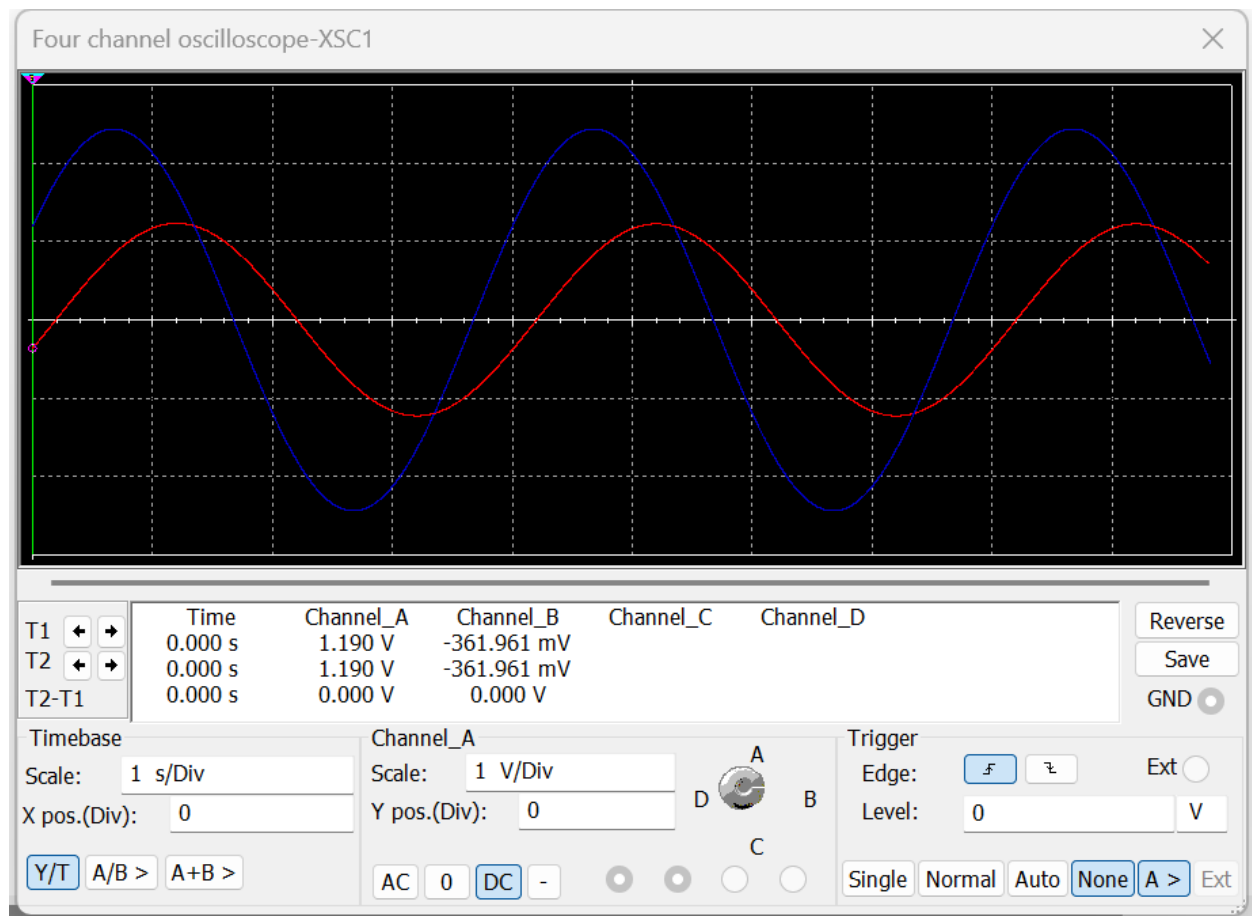 Four channel oscilloscope-XSC1
Time Channel_A Channel_B Channel_C Channel_D
T1 0.000 s 1.190 V -361.961 mV
T2 0.000 s 1.190 V -361.961 mV
T2-T1 0.000 s 0.000 V 0.000 V
Reverse
Save
GND
Timebase
Scale: 1 s/Div
X pos.(Div): 0
Y/T A/B > A+B >
Channel_A
Scale: 1 V/Div
Y pos.(Div): 0
AC 0 DC -
A
D B
C
Trigger
Edge: Ext
Level: 0 V
Single Normal Auto None A > Ext